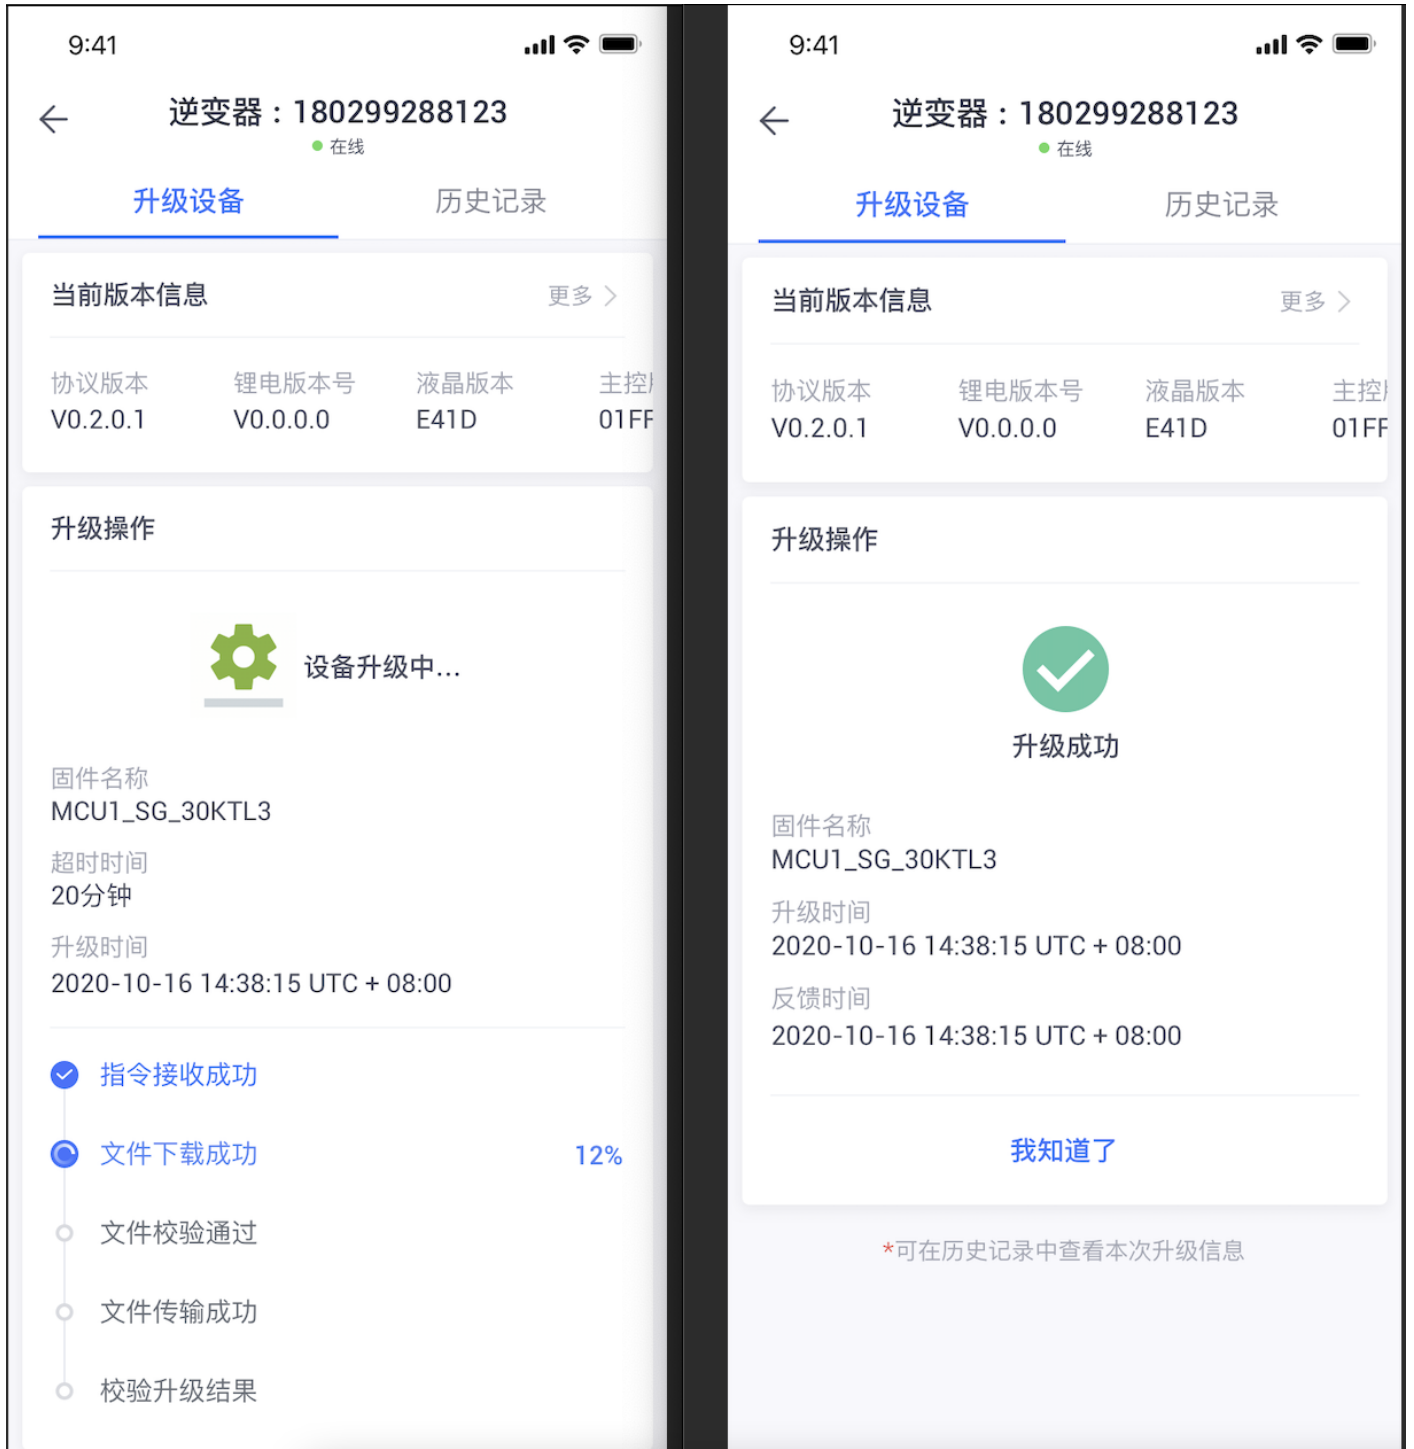 9:41
逆变器：180299288123
在线
升级设备 历史记录
当前版本信息 更多
协议版本 锂电版本号 液晶版本 主控
V0.2.0.1 V0.0.0.0 E41D 01FF
升级操作
设备升级中...
固件名称
MCU1_SG_30KTL3
超时时间
20分钟
升级时间
2020-10-16 14:38:15 UTC + 08:00
指令接收成功
文件下载成功 12%
文件校验通过
文件传输成功
校验升级结果
9:41
逆变器：180299288123
在线
升级设备 历史记录
当前版本信息 更多
协议版本 锂电版本号 液晶版本 主控
V0.2.0.1 V0.0.0.0 E41D 01FF
升级操作
升级成功
固件名称
MCU1_SG_30KTL3
升级时间
2020-10-16 14:38:15 UTC + 08:00
反馈时间
2020-10-16 14:38:15 UTC + 08:00
我知道了
*可在历史记录中查看本次升级信息